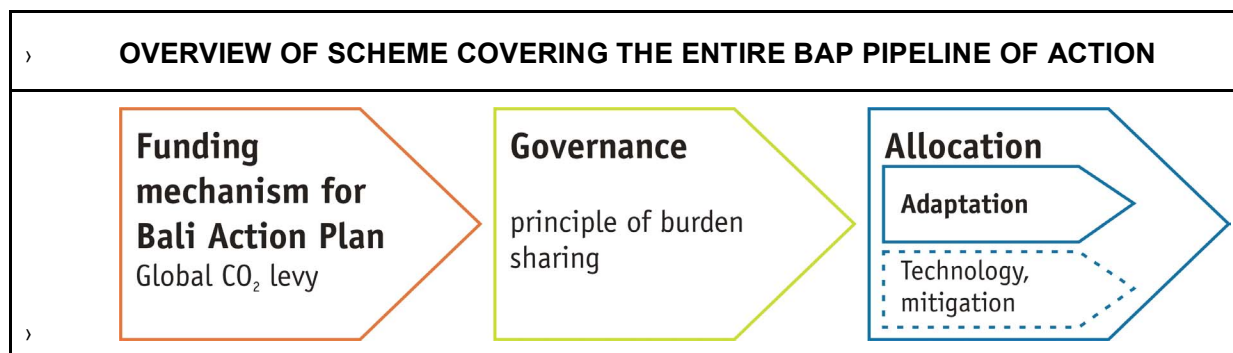 › OVERVIEW OF SCHEME COVERING THE ENTIRE BAP PIPELINE OF ACTION
Funding
mechanism for
Bali Action Plan
Global CO₂ levy
Governance
principle of burden
sharing
Allocation
Adaptation
Technology,
mitigation
›